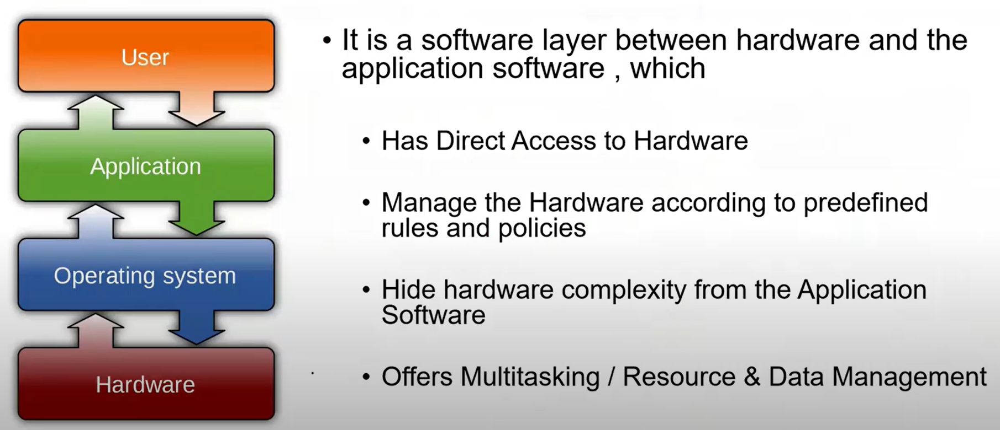 User
Application
Operating system
Hardware
• It is a software layer between hardware and the
application software , which
• Has Direct Access to Hardware
• Manage the Hardware according to predefined
rules and policies
• Hide hardware complexity from the Application
Software
• Offers Multitasking / Resource & Data Management